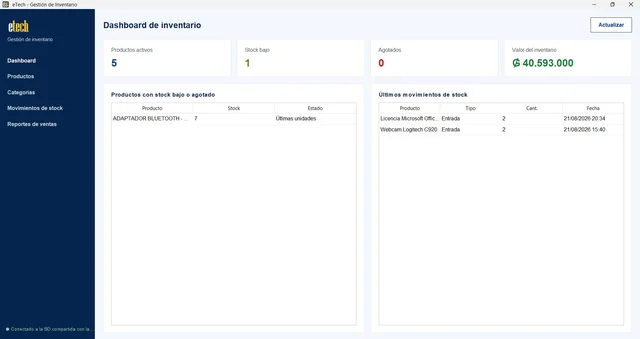 eTech - Gestión de Inventario
eTech
Gestión de inventario
Dashboard
Productos
Categorías
Movimientos de stock
Reportes de ventas
Conectado a la BD compartida con la...
Dashboard de inventario
Actualizar
Productos activos
5
Stock bajo
1
Agotados
0
Valor del inventario
₲ 40.593.000
Productos con stock bajo o agotado
Producto Stock Estado
ADAPTADOR BLUETOOTH - ... 7 Últimas unidades
Últimos movimientos de stock
Producto Tipo Cant. Fecha
Licencia Microsoft Offic... Entrada 2 21/08/2026 20:34
Webcam Logitech C920 Entrada 2 21/08/2026 15:40